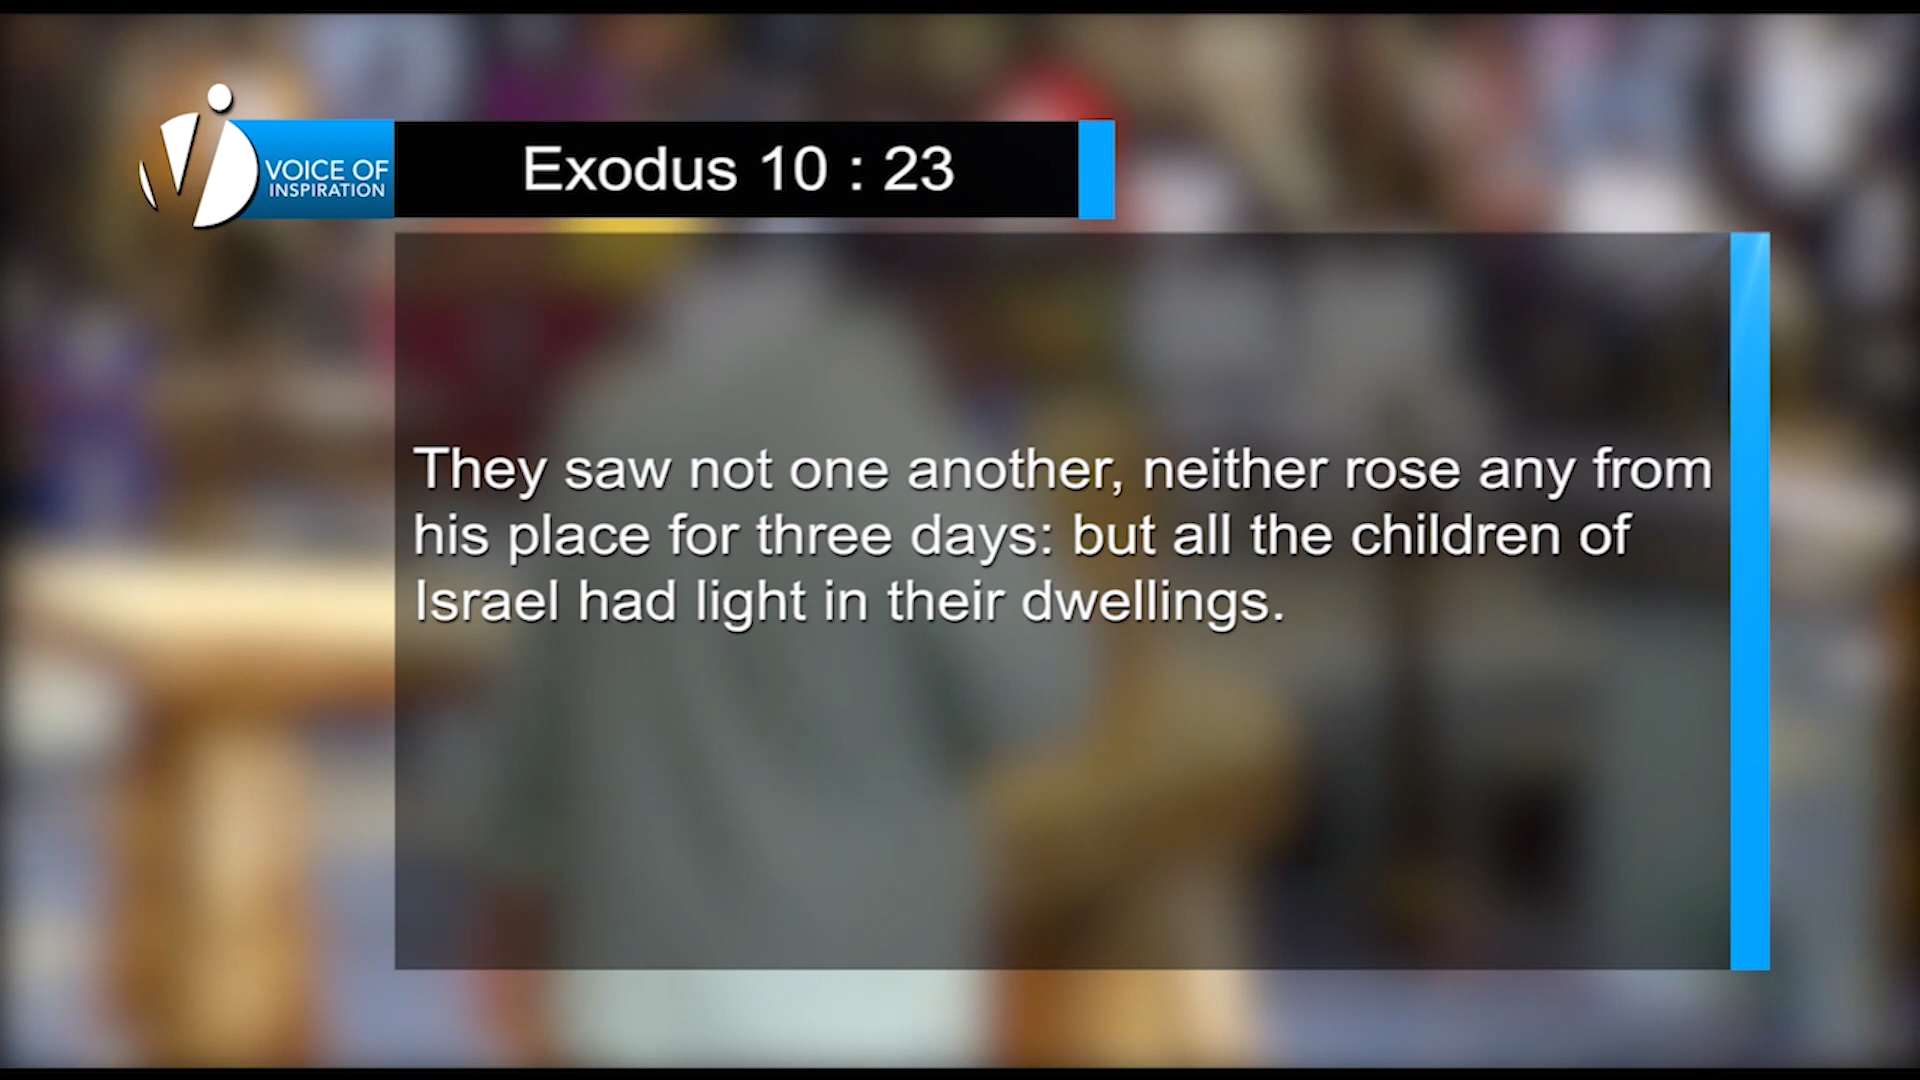 VOICE OF
INSPIRATION
Exodus 10 : 23
They saw not one another, neither rose any from
his place for three days: but all the children of
Israel had light in their dwellings.